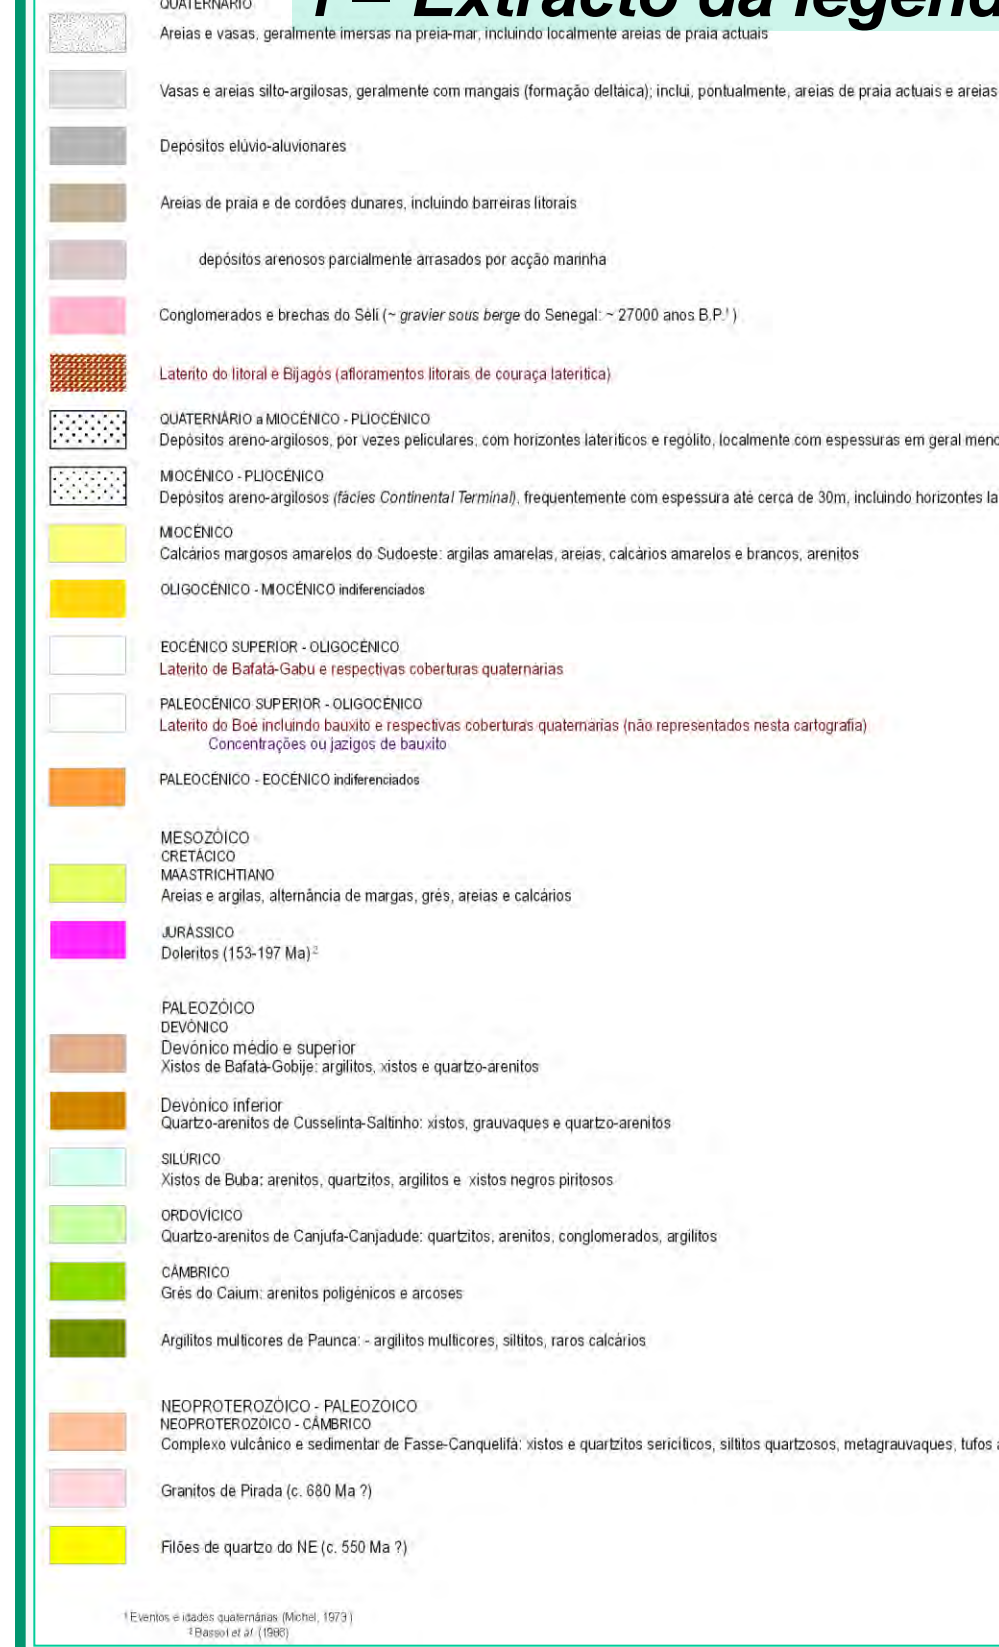 QUATERNÁRIO
– Extracto da legend
Areias e vasas, geralmente imersas na preia-mar, incluindo localmente areias de praia actuais
Vasas e areias silto-argilosas, geralmente com mangais (formação deltáica); inclui, pontualmente, areias de praia actuais e areias
Depósitos elúvio-aluvionares
Areias de praia e de cordões dunares, incluindo barreiras litorais
depósitos arenosos parcialmente arrasados por acção marinha
Conglomerados e brechas do Séli (~ gravier sous berge do Senegal: ~ 27000 anos B.P.¹ )
Laterito do litoral e Bijagós (afloramentos litorais de couraça laterítica)
QUATERNÁRIO a MIOCÉNICO - PLIOCÉNICO
Depósitos areno-argilosos, por vezes peliculares, com horizontes lateríticos e rególito, localmente com espessuras em geral meno
MIOCÉNICO - PLIOCÉNICO
Depósitos areno-argilosos (fácies Continental Terminal), frequentemente com espessura até cerca de 30m, incluindo horizontes la
MIOCÉNICO
Calcários margosos amarelos do Sudoeste: argilas amarelas, areias, calcários amarelos e brancos, arenitos
OLIGOCÉNICO - MIOCÉNICO indiferenciados
EOCÉNICO SUPERIOR - OLIGOCÉNICO
Laterito de Bafatá-Gabu e respectivas coberturas quaternárias
PALEOCÉNICO SUPERIOR - OLIGOCÉNICO
Laterito do Boé incluindo bauxito e respectivas coberturas quaternárias (não representados nesta cartografia)
Concentrações ou jazigos de bauxito
PALEOCÉNICO - EOCÉNICO indiferenciados
MESOZÓICO
CRETÁCICO
MAASTRICHTIANO
Areias e argilas, alternância de margas, grés, areias e calcários
JURÁSSICO
Doleritos (153-197 Ma) ²
PALEOZÓICO
DEVÓNICO
Devónico médio e superior
Xistos de Bafatá-Gobije: argilitos, xistos e quartzo-arenitos
Devónico inferior
Quartzo-arenitos de Cusselinta-Saltinho: xistos, grauvaques e quartzo-arenitos
SILÚRICO
Xistos de Buba: arenitos, quartzitos, argilitos e xistos negros piritosos
ORDOVÍCICO
Quartzo-arenitos de Canjufa-Canjadude: quartzitos, arenitos, conglomerados, argilitos
CÂMBRICO
Grés do Caium: arenitos poligénicos e arcoses
Argilitos multicores de Paunca: - argilitos multicores, siltitos, raros calcários
NEOPROTEROZÓICO - PALEOZÓICO
NEOPROTEROZÓICO - CÂMBRICO
Complexo vulcânico e sedimentar de Fasse-Canquelifá: xistos e quartzitos sericíticos, siltitos quartzosos, metagrauvaques, tufos a
Granitos de Pirada (c. 680 Ma ?)
Filões de quartzo do NE (c. 550 Ma ?)
¹ Eventos e idades quaternárias (Michel, 1973 )
² Bassot et al. (1986)